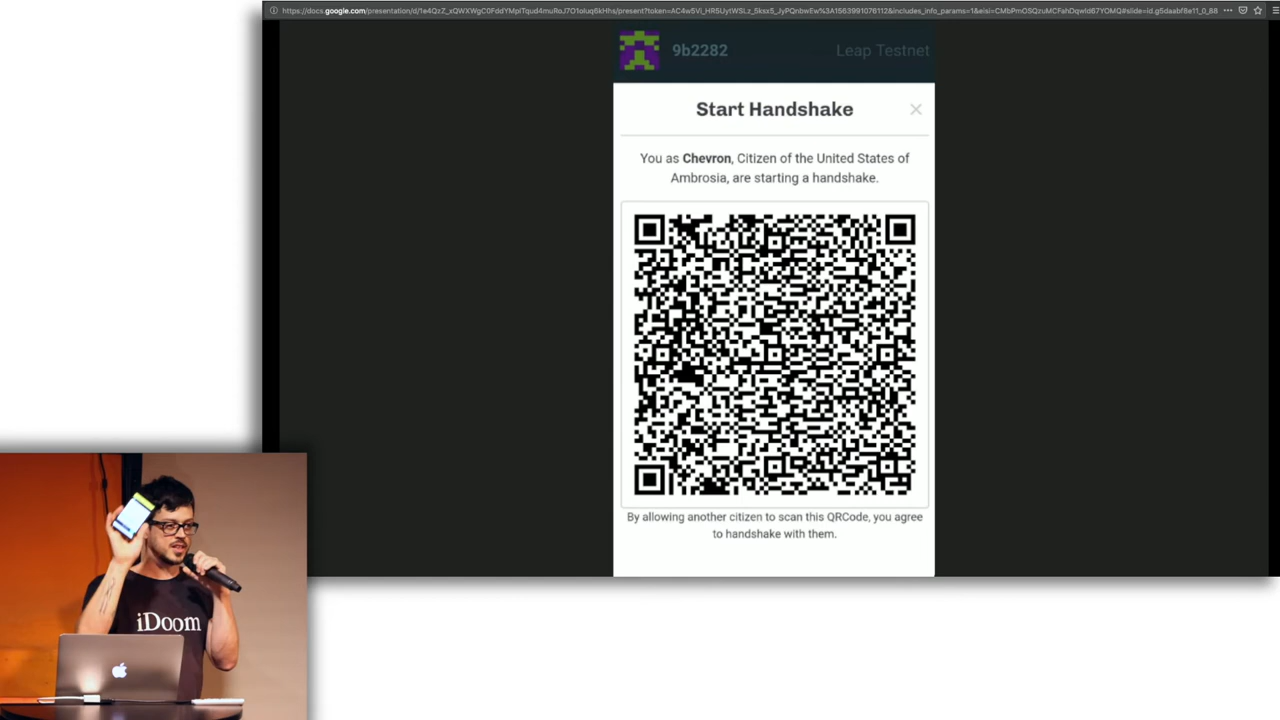 9b2282
Leap Testnet
Start Handshake
You as Chevron, Citizen of the United States of
Ambrosia, are starting a handshake.
By allowing another citizen to scan this QRCode, you agree
to handshake with them.
iDoom